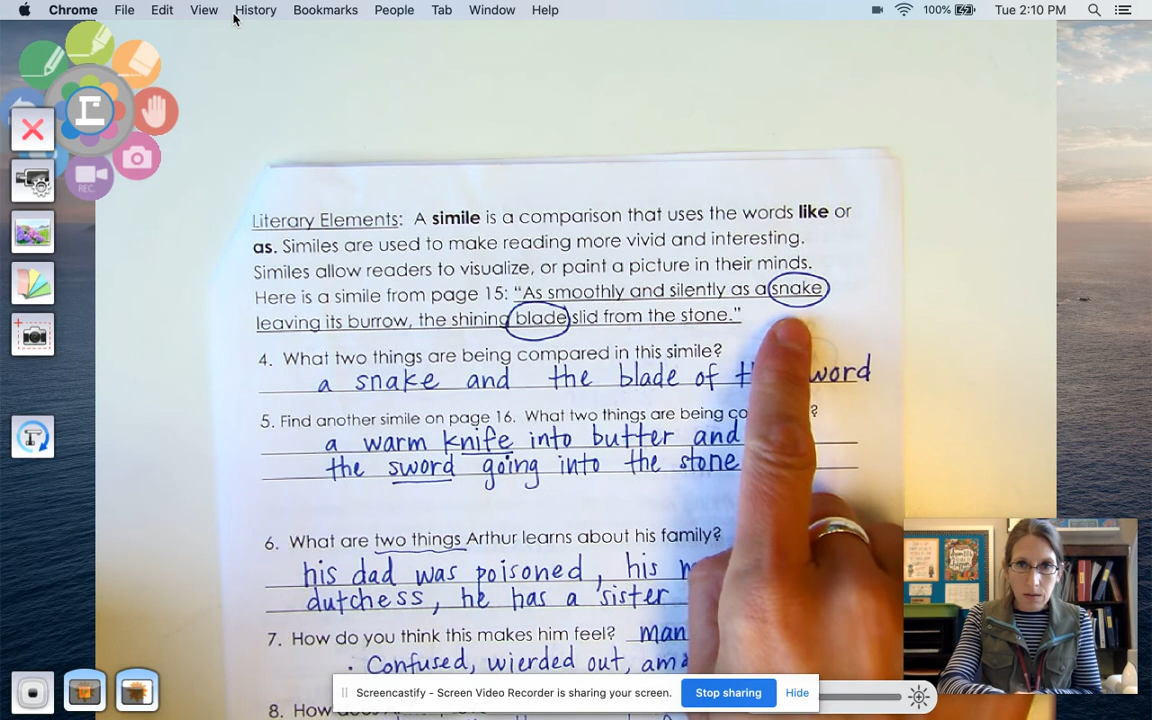 Chrome File Edit View History Bookmarks People Tab Window Help 100% Tue 2:10 PM
REC
Literary Elements: A simile is a comparison that uses the words like or
as. Similes are used to make reading more vivid and interesting.
Similes allow readers to visualize, or paint a picture in their minds.
Here is a simile from page 15: "As smoothly and silently as a snake
leaving its burrow, the shining blade slid from the stone."
4. What two things are being compared in this simile?
a snake and the blade of word
5. Find another simile on page 16. What two things are being ?
a warm knife into butter and
the sword going into the stone
6. What are two things Arthur learns about his family?
his dad was poisoned, his
dutchess, he has a sister
7. How do you think this makes him feel? man
· Confused, wierded out,
8. How
Screencastify - Screen Video Recorder is sharing your screen. Stop sharing Hide